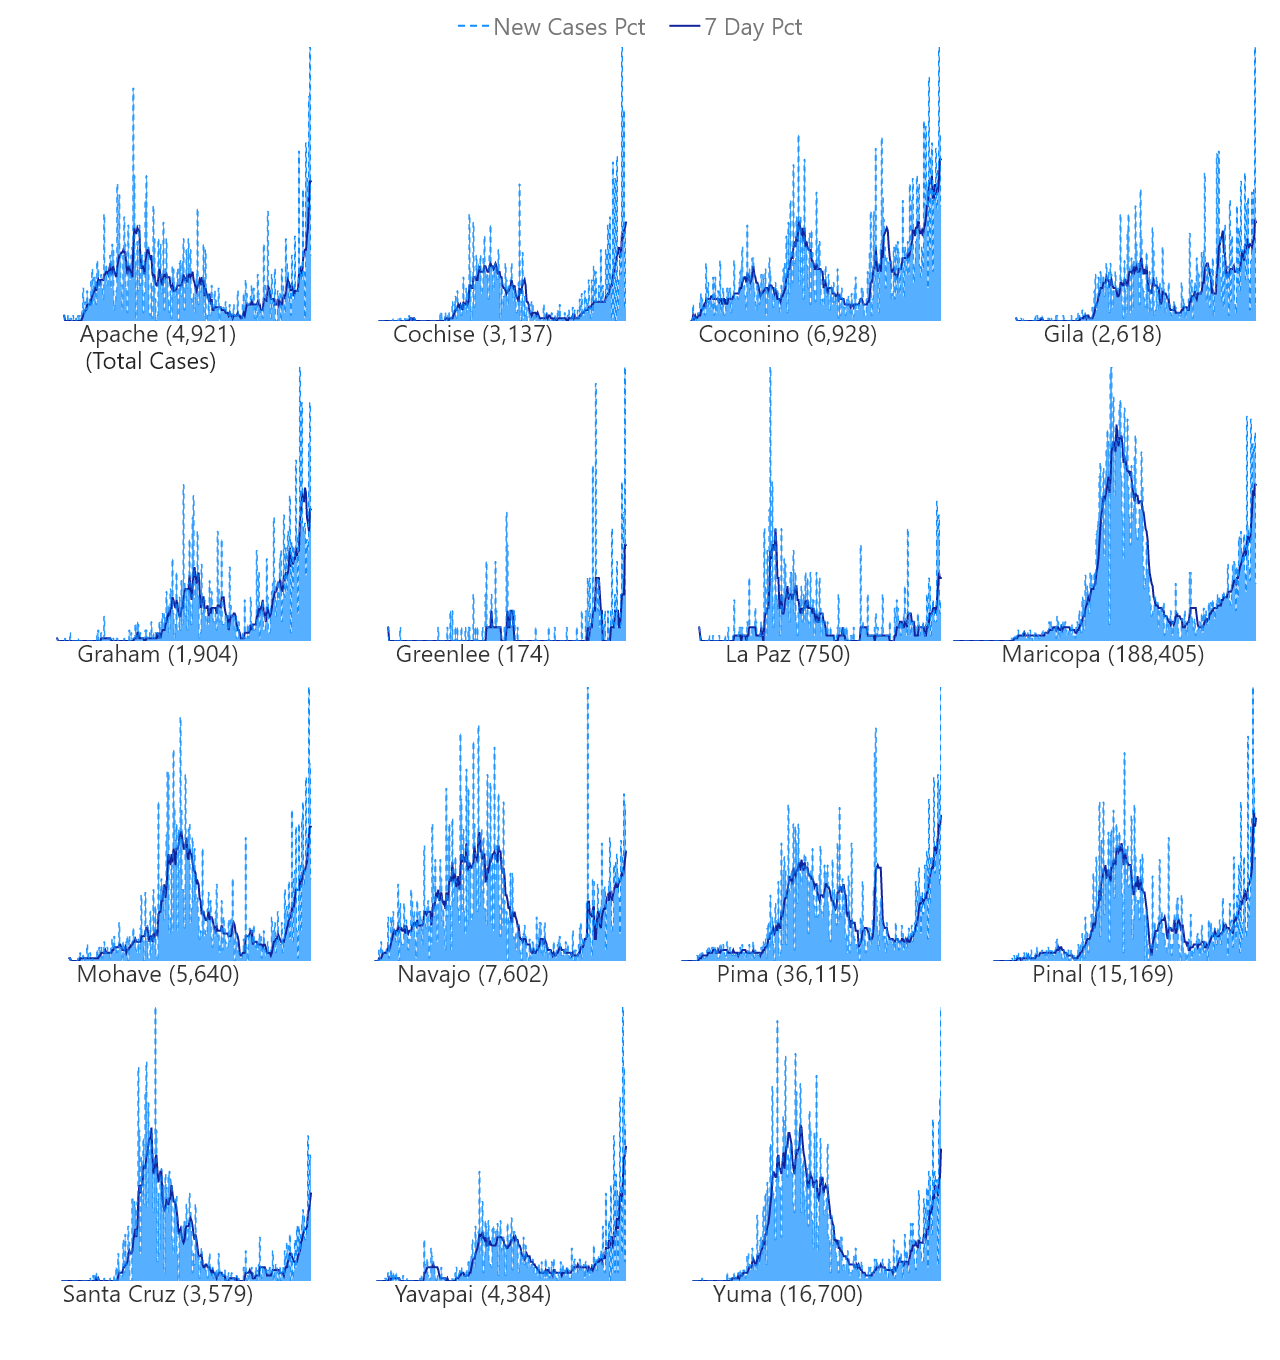 New Cases Pct 7 Day Pct
Apache (4,921) Cochise (3,137) Coconino (6,928) Gila (2,618)
(Total Cases)
Graham (1,904) Greenlee (174) La Paz (750) Maricopa (188,405)
Mohave (5,640) Navajo (7,602) Pima (36,115) Pinal (15,169)
Santa Cruz (3,579) Yavapai (4,384) Yuma (16,700)